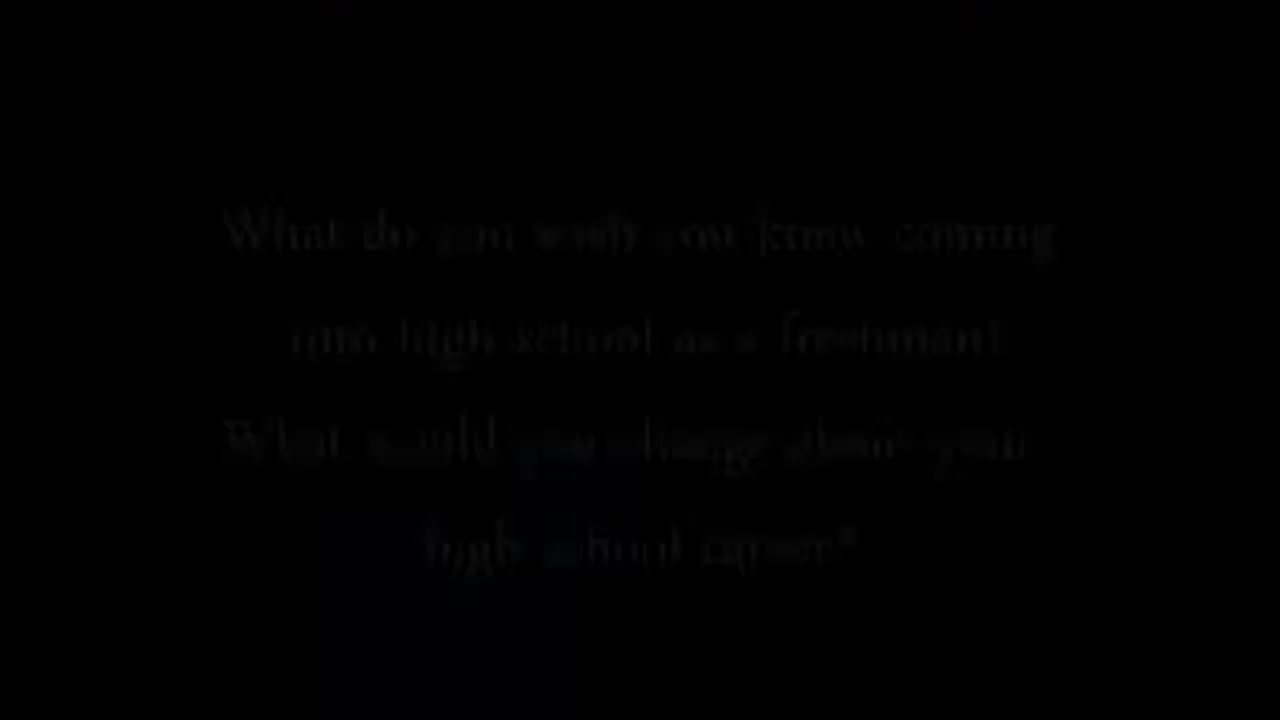 What do you wish you knew coming
into high school as a freshman?
What would you change about your
high school career?